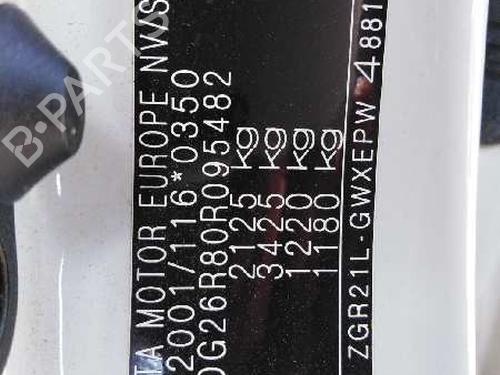 TA MOTOR EUROPE NV/S
2001/116*0350
DG26R80R095482
2125 kg
3425 kg
1220 kg
1180 kg
ZGR21L-GWXEPW 4881
B-PARTS